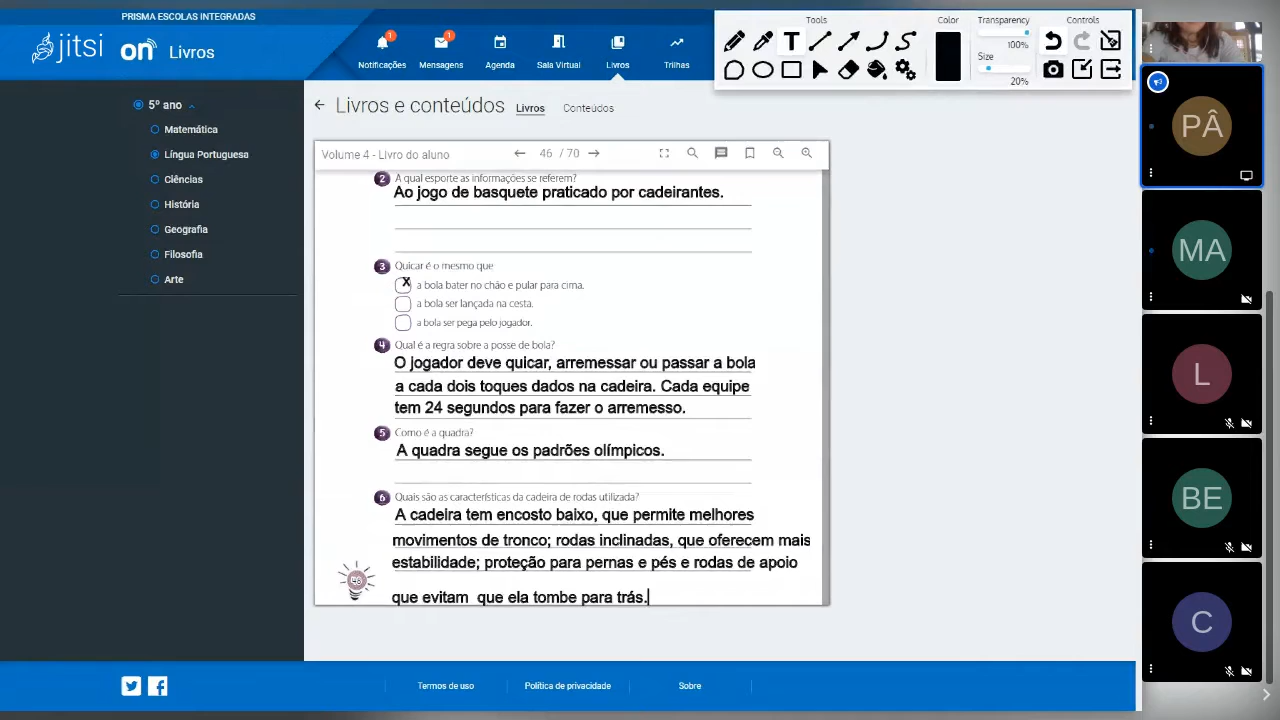 PRISMA ESCOLAS INTEGRADAS
jitsi on Livros
1 Notificações
1 Mensagens
Agenda
Sala Virtual
Livros
Trilhas
Tools
Color
Transparency
100%
Size
20%
Controls
T
5º ano
Matemática
Língua Portuguesa
Ciências
História
Geografia
Filosofia
Arte
Livros e conteúdos Livros Conteúdos
Volume 4 - Livro do aluno 46 / 70
2 A qual esporte as informações se referem?
Ao jogo de basquete praticado por cadeirantes.
3 Quicar é o mesmo que
X a bola bater no chão e pular para cima.
a bola ser lançada na cesta.
a bola ser pega pelo jogador.
4 Qual é a regra sobre a posse de bola?
O jogador deve quicar, arremessar ou passar a bola
a cada dois toques dados na cadeira. Cada equipe
tem 24 segundos para fazer o arremesso.
5 Como é a quadra?
A quadra segue os padrões olímpicos.
6 Quais são as características da cadeira de rodas utilizada?
A cadeira tem encosto baixo, que permite melhores
movimentos de tronco; rodas inclinadas, que oferecem mais
estabilidade; proteção para pernas e pés e rodas de apoio
que evitam que ela tombe para trás.
46
Termos de uso
Política de privacidade
Sobre
PÂ
MA
L
BE
C